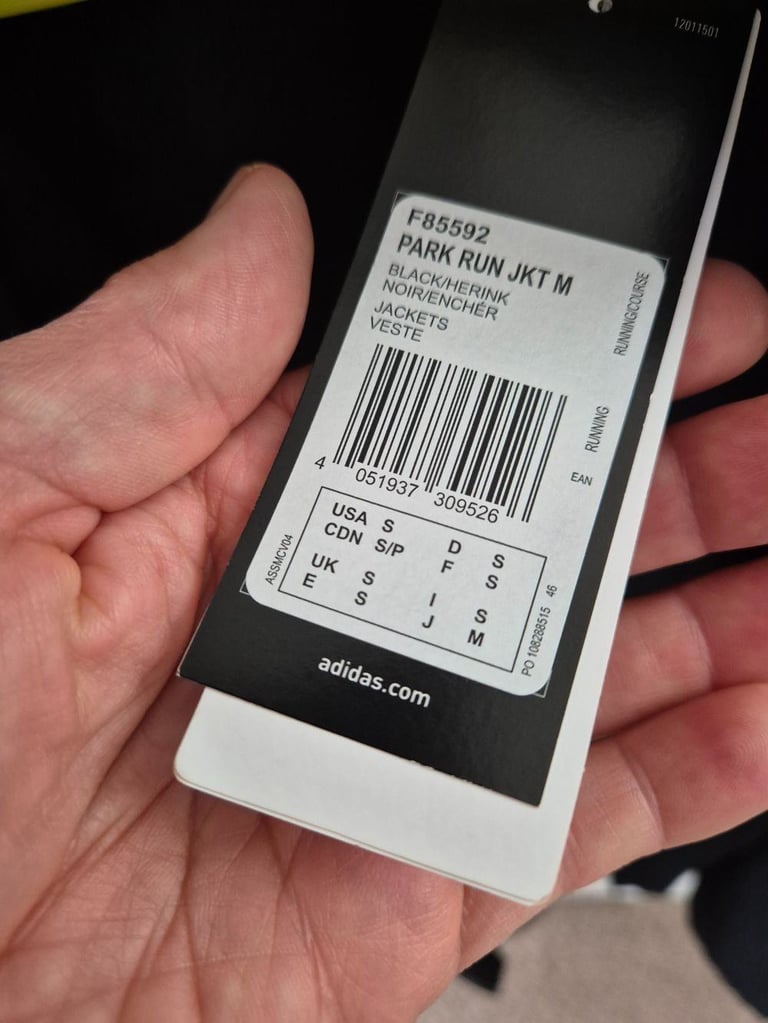 12011501
F85592
PARK RUN JKT M
BLACK/HERINK
NOIR/ENCHÉR
JACKETS
VESTE
RUNNING/COURSE
RUNNING
EAN
4 051937 309526
USA S D S
CDN S/P F S
UK S I S
E S J M
ASSMCV04
PO 108288515 46
adidas.com